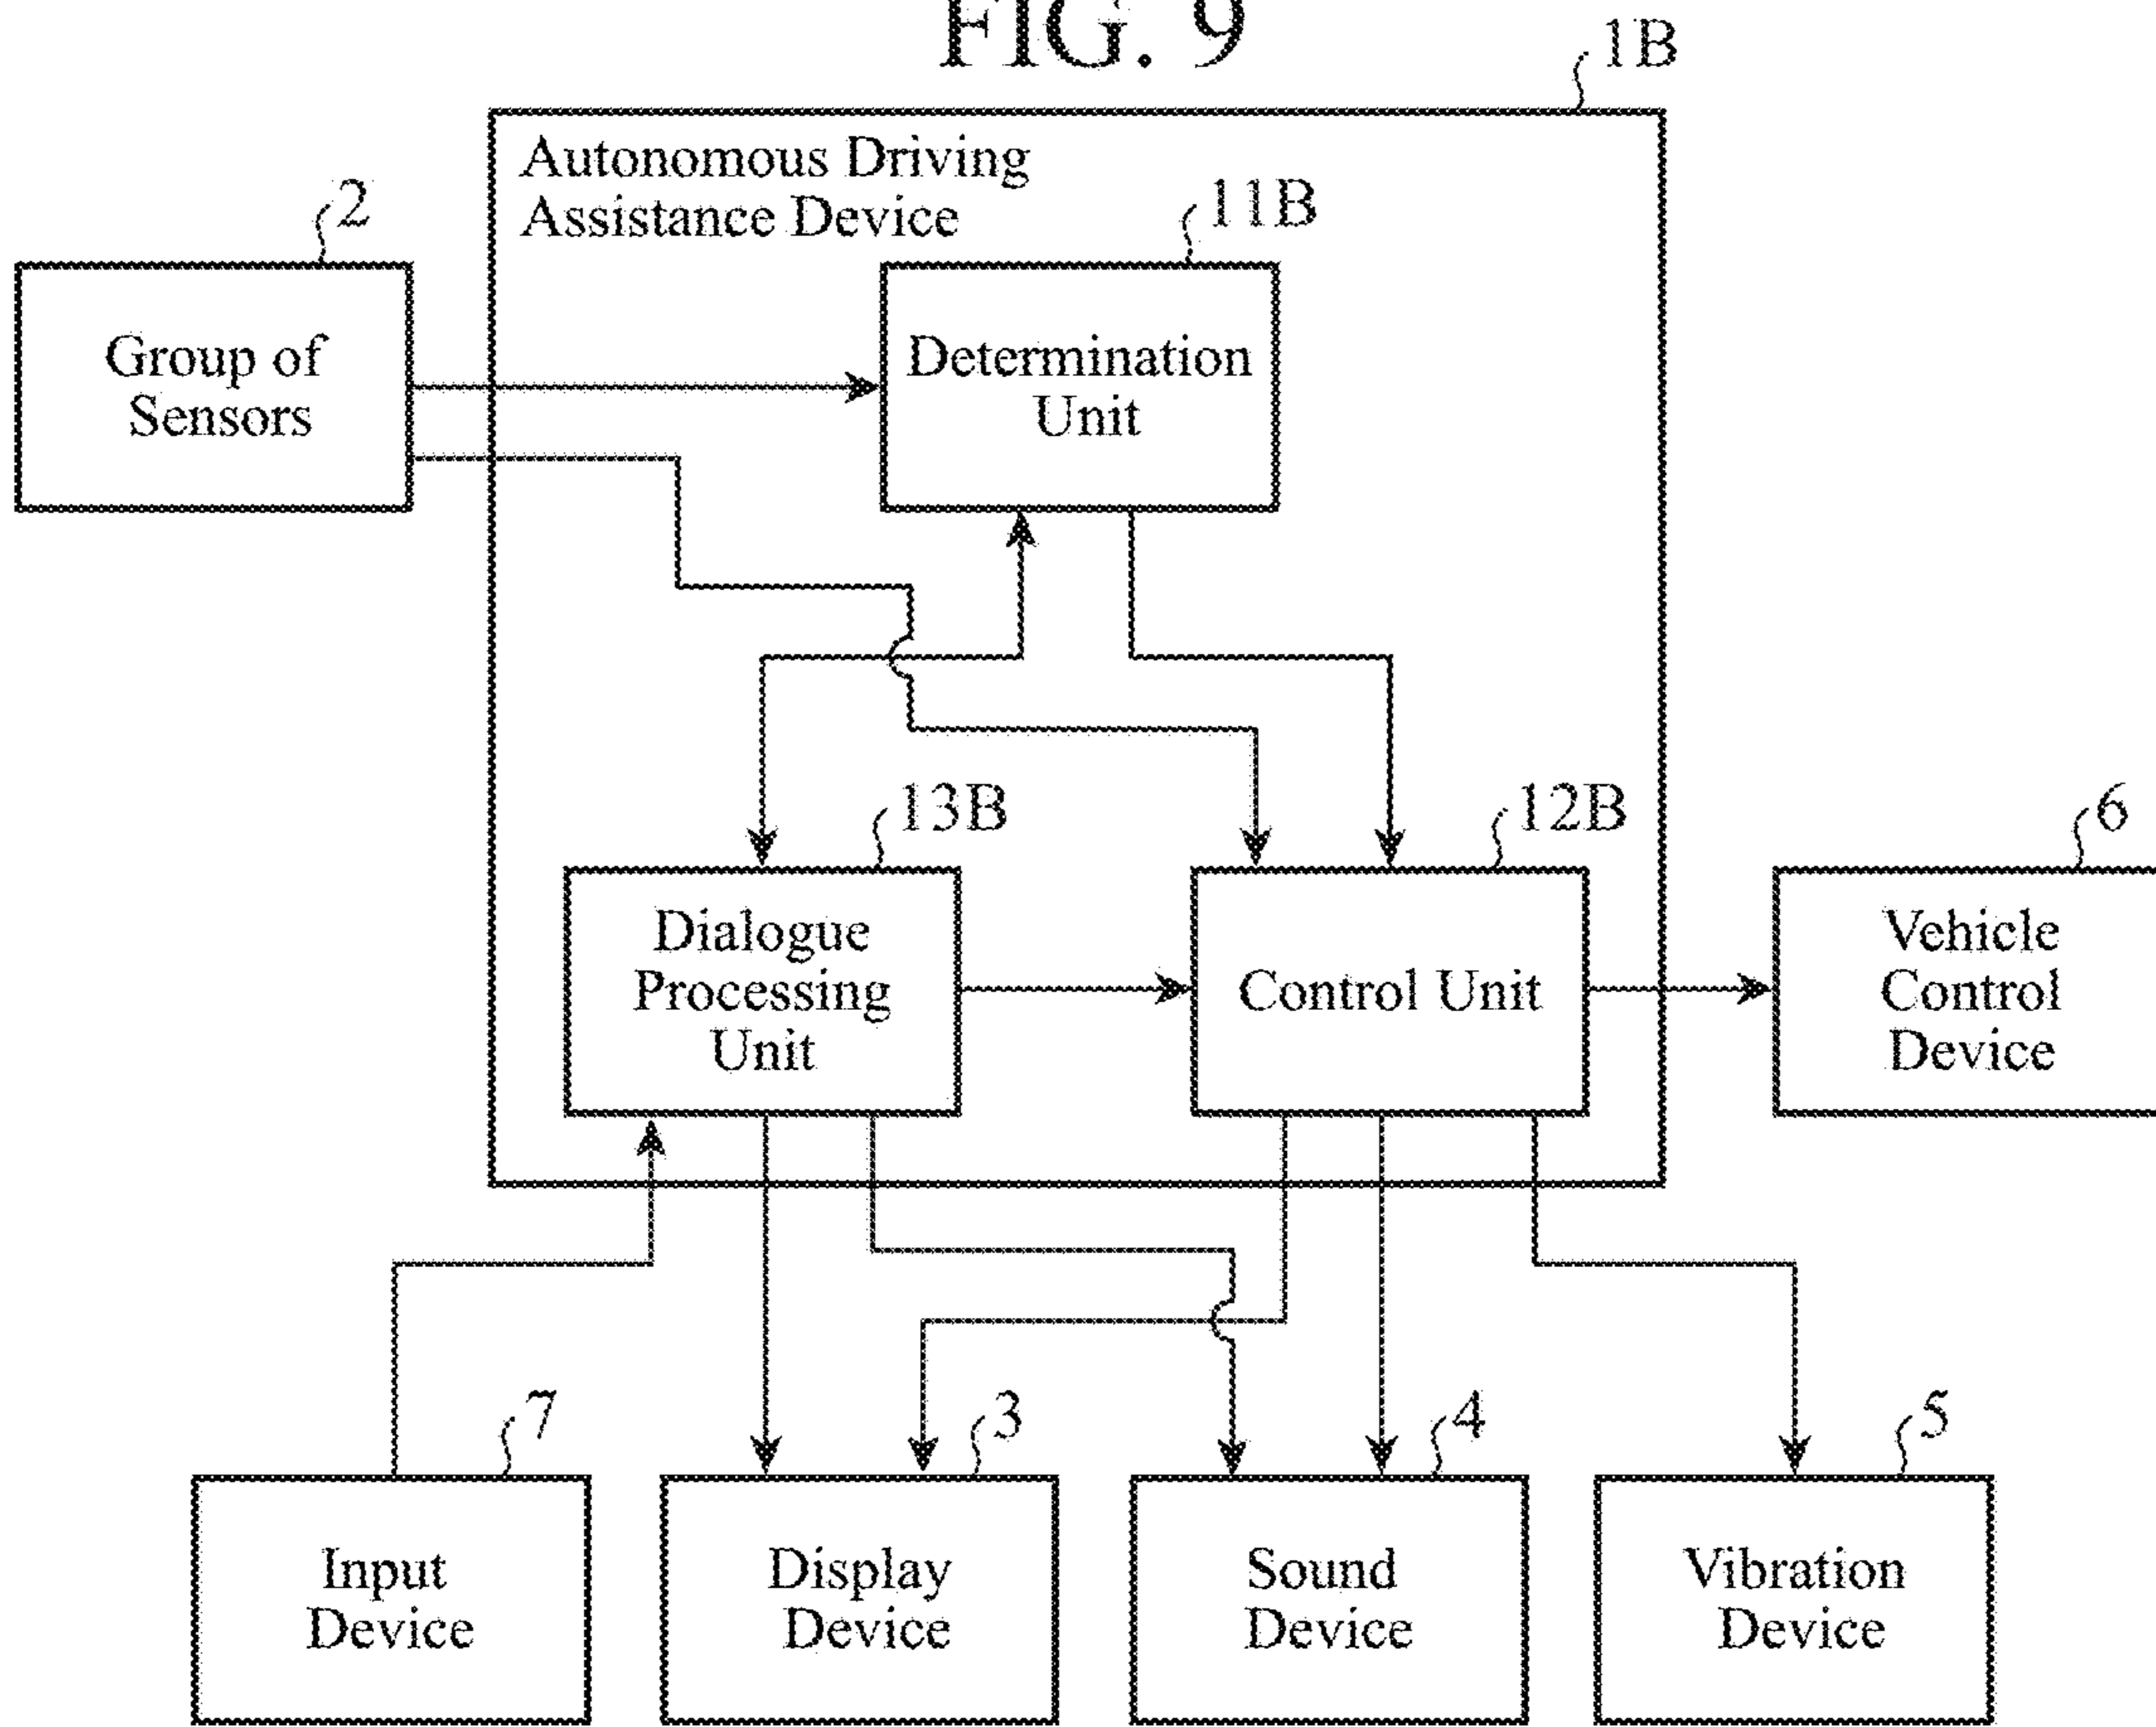 FIG. 9
1B
Autonomous Driving
Assistance Device
2
11B
Group of
Sensors
Determination
Unit
13B
12B
6
Dialogue
Processing
Unit
Control Unit
Vehicle
Control
Device
7
3
4
5
Input
Device
Display
Device
Sound
Device
Vibration
Device